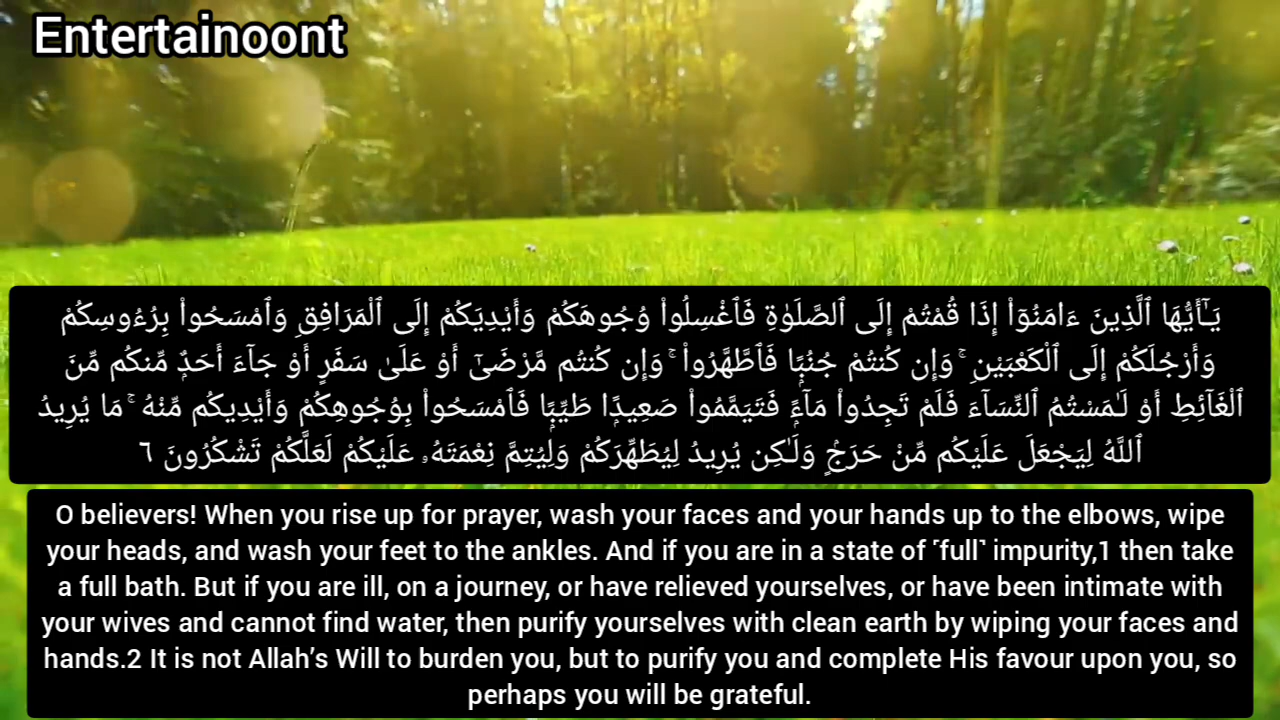 Entertainoont
يَـٰٓأَيُّهَا ٱلَّذِينَ ءَامَنُوٓا۟ إِذَا قُمْتُمْ إِلَى ٱلصَّلَوٰةِ فَٱغْسِلُوا۟ وُجُوهَكُمْ وَأَيْدِيَكُمْ إِلَى ٱلْمَرَافِقِ وَٱمْسَحُوا۟ بِرُءُوسِكُمْ
وَأَرْجُلَكُمْ إِلَى ٱلْكَعْبَيْنِ ۚ وَإِن كُنتُمْ جُنُبًۭا فَٱطَّهَّرُوا۟ ۚ وَإِن كُنتُم مَّرْضَىٰٓ أَوْ عَلَىٰ سَفَرٍ أَوْ جَآءَ أَحَدٌۭ مِّنكُم مِّنَ
ٱلْغَآئِطِ أَوْ لَـٰمَسْتُمُ ٱلنِّسَآءَ فَلَمْ تَجِدُوا۟ مَآءًۭ فَتَيَمَّمُوا۟ صَعِيدًۭا طَيِّبًۭا فَٱمْسَحُوا۟ بِوُجُوهِكُمْ وَأَيْدِيكُم مِّنْهُ ۚ مَا يُرِيدُ
ٱللَّهُ لِيَجْعَلَ عَلَيْكُم مِّنْ حَرَجٍۢ وَلَـٰكِن يُرِيدُ لِيُطَهِّرَكُمْ وَلِيُتِمَّ نِعْمَتَهُۥ عَلَيْكُمْ لَعَلَّكُمْ تَشْكُرُونَ ٦
O believers! When you rise up for prayer, wash your faces and your hands up to the elbows, wipe
your heads, and wash your feet to the ankles. And if you are in a state of ˹full˺ impurity,1 then take
a full bath. But if you are ill, on a journey, or have relieved yourselves, or have been intimate with
your wives and cannot find water, then purify yourselves with clean earth by wiping your faces and
hands.2 It is not Allah’s Will to burden you, but to purify you and complete His favour upon you, so
perhaps you will be grateful.